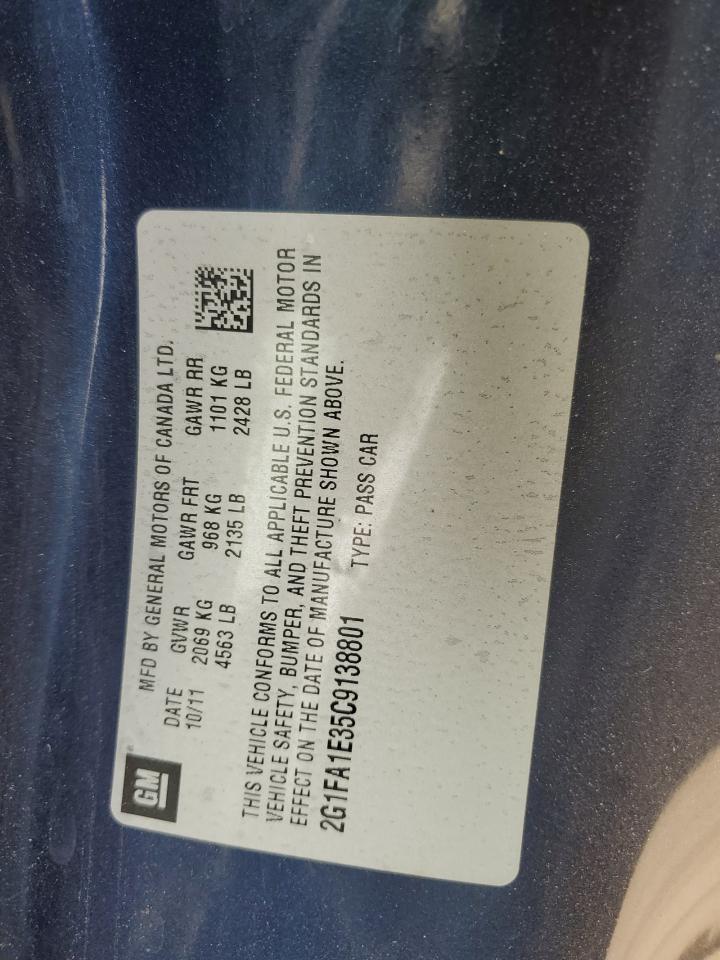 GM
MFD BY GENERAL MOTORS OF CANADA LTD.
DATE GVWR GAWR FRT GAWR RR
10/11 2069 KG 968 KG 1101 KG
4563 LB 2135 LB 2428 LB
THIS VEHICLE CONFORMS TO ALL APPLICABLE U.S. FEDERAL MOTOR
VEHICLE SAFETY, BUMPER, AND THEFT PREVENTION STANDARDS IN
EFFECT ON THE DATE OF MANUFACTURE SHOWN ABOVE.
2G1FA1E35C9138801 TYPE: PASS CAR